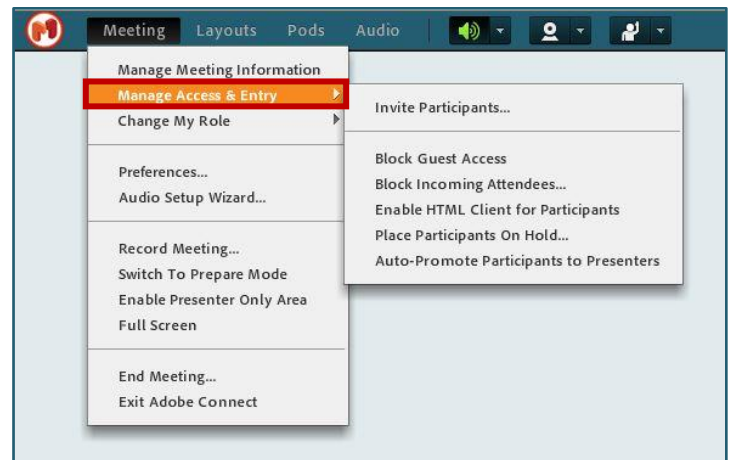 Meeting Layouts Pods Audio
Manage Meeting Information
Manage Access & Entry
Change My Role
Preferences...
Audio Setup Wizard...
Record Meeting...
Switch To Prepare Mode
Enable Presenter Only Area
Full Screen
End Meeting...
Exit Adobe Connect
Invite Participants...
Block Guest Access
Block Incoming Attendees...
Enable HTML Client for Participants
Place Participants On Hold...
Auto-Promote Participants to Presenters